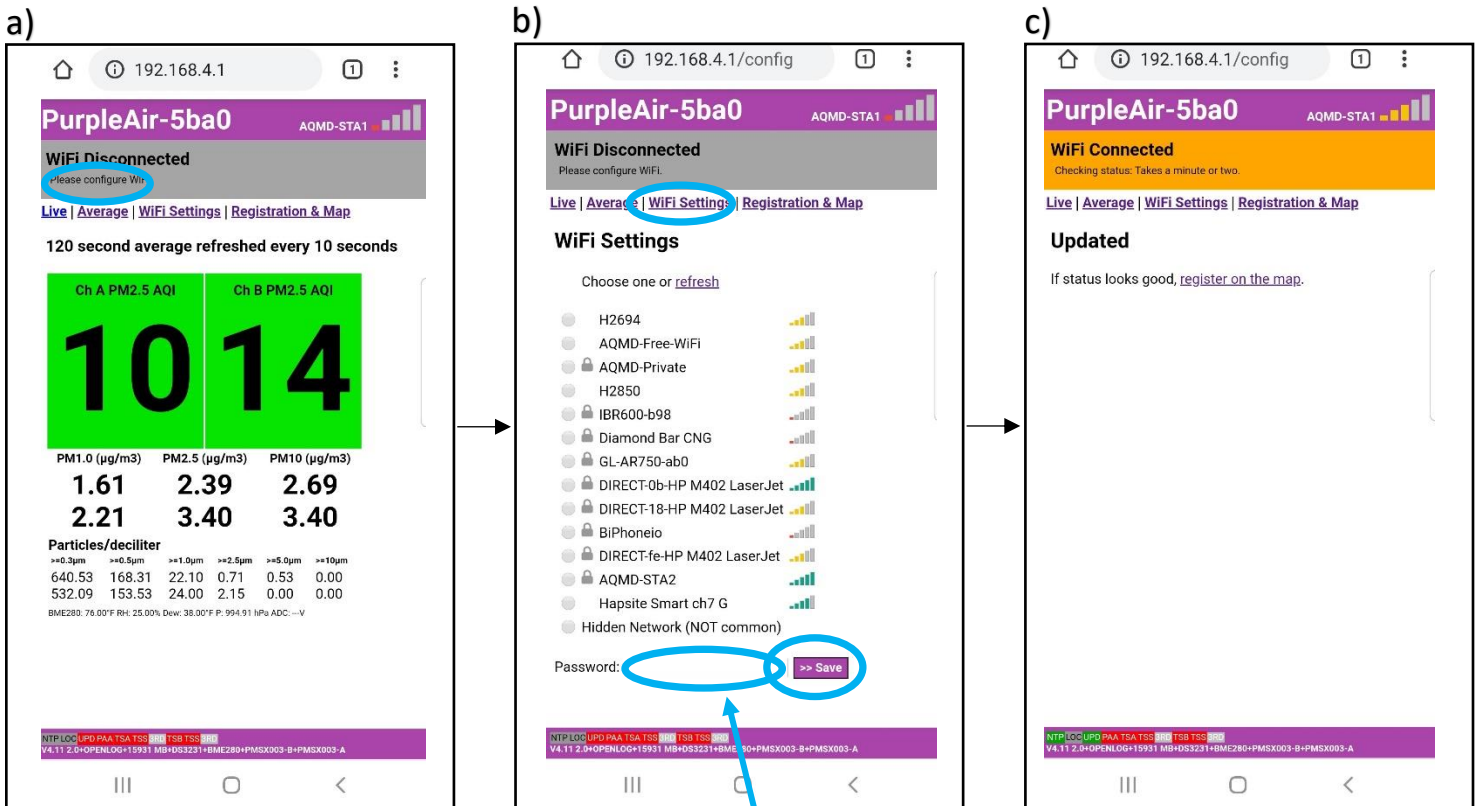 a)
192.168.4.1
1
PurpleAir-5ba0
AQMD-STA1
WiFi Disconnected
Please configure WiFi.
Live | Average | WiFi Settings | Registration & Map
120 second average refreshed every 10 seconds
Ch A PM2.5 AQI Ch B PM2.5 AQI
10 14
PM1.0 (µg/m3) PM2.5 (µg/m3) PM10 (µg/m3)
1.61 2.39 2.69
2.21 3.40 3.40
Particles/deciliter
>=0.3µm >=0.5µm >=1.0µm >=2.5µm >=5.0µm >=10µm
640.53 168.31 22.10 0.71 0.53 0.00
532.09 153.53 24.00 2.15 0.00 0.00
BME280: 76.00°F RH: 25.00% Dew: 38.00°F P: 994.91 hPa ADC: ---V
NTP LOC UPD PAA TSA TSS 3RD TSB TSS 3RD
V4.11 2.0+OPENLOG+15931 MB+DS3231+BME280+PMSX003-B+PMSX003-A
b)
192.168.4.1/config
1
PurpleAir-5ba0
AQMD-STA1
WiFi Disconnected
Please configure WiFi.
Live | Average | WiFi Settings | Registration & Map
WiFi Settings
Choose one or refresh
H2694
AQMD-Free-WiFi
AQMD-Private
H2850
IBR600-b98
Diamond Bar CNG
GL-AR750-ab0
DIRECT-0b-HP M402 LaserJet
DIRECT-18-HP M402 LaserJet
BiPhoneio
DIRECT-fe-HP M402 LaserJet
AQMD-STA2
Hapsite Smart ch7 G
Hidden Network (NOT common)
Password: >> Save
NTP LOC UPD PAA TSA TSS 3RD TSB TSS 3RD
V4.11 2.0+OPENLOG+15931 MB+DS3231+BME280+PMSX003-B+PMSX003-A
c)
192.168.4.1/config
1
PurpleAir-5ba0
AQMD-STA1
WiFi Connected
Checking status: Takes a minute or two.
Live | Average | WiFi Settings | Registration & Map
Updated
If status looks good, register on the map.
NTP LOC UPD PAA TSA TSS 3RD TSB TSS 3RD
V4.11 2.0+OPENLOG+15931 MB+DS3231+BME280+PMSX003-B+PMSX003-A